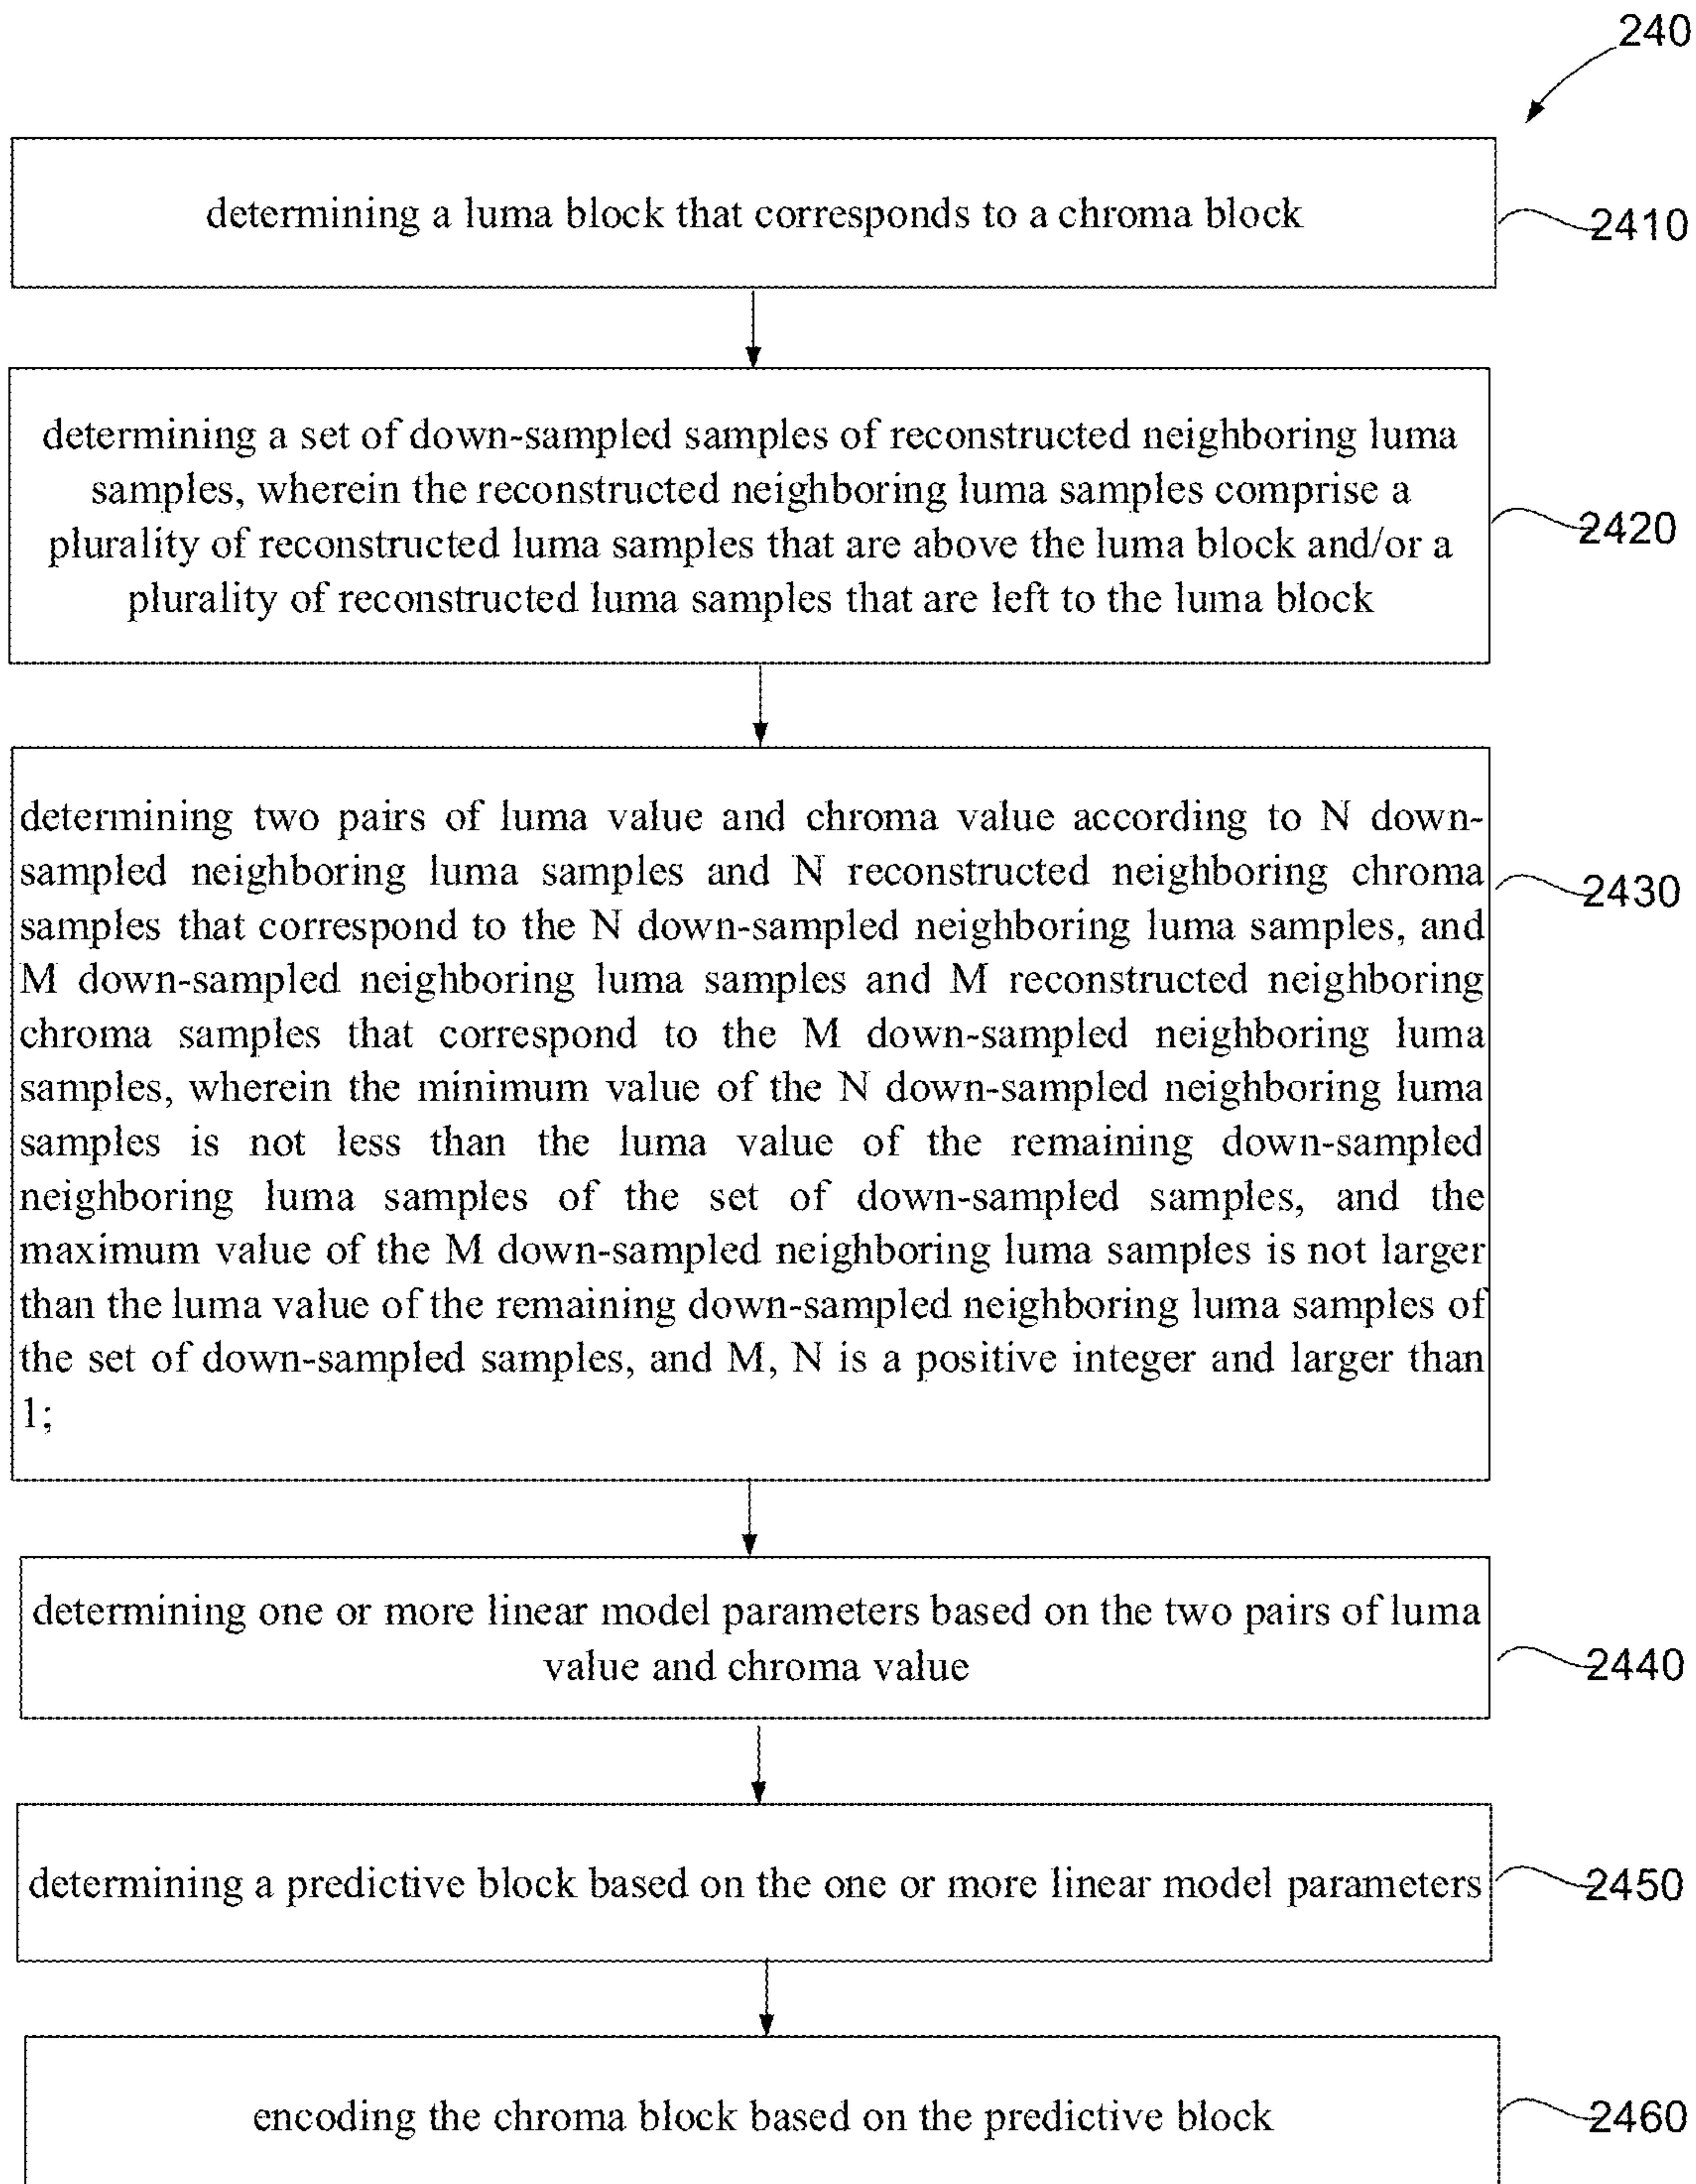 240
determining a luma block that corresponds to a chroma block
2410
determining a set of down-sampled samples of reconstructed neighboring luma
samples, wherein the reconstructed neighboring luma samples comprise a
plurality of reconstructed luma samples that are above the luma block and/or a
plurality of reconstructed luma samples that are left to the luma block
2420
determining two pairs of luma value and chroma value according to N down-
sampled neighboring luma samples and N reconstructed neighboring chroma
samples that correspond to the N down-sampled neighboring luma samples, and
M down-sampled neighboring luma samples and M reconstructed neighboring
chroma samples that correspond to the M down-sampled neighboring luma
samples, wherein the minimum value of the N down-sampled neighboring luma
samples is not less than the luma value of the remaining down-sampled
neighboring luma samples of the set of down-sampled samples, and the
maximum value of the M down-sampled neighboring luma samples is not larger
than the luma value of the remaining down-sampled neighboring luma samples of
the set of down-sampled samples, and M, N is a positive integer and larger than
1;
2430
determining one or more linear model parameters based on the two pairs of luma
value and chroma value
2440
determining a predictive block based on the one or more linear model parameters
2450
encoding the chroma block based on the predictive block
2460